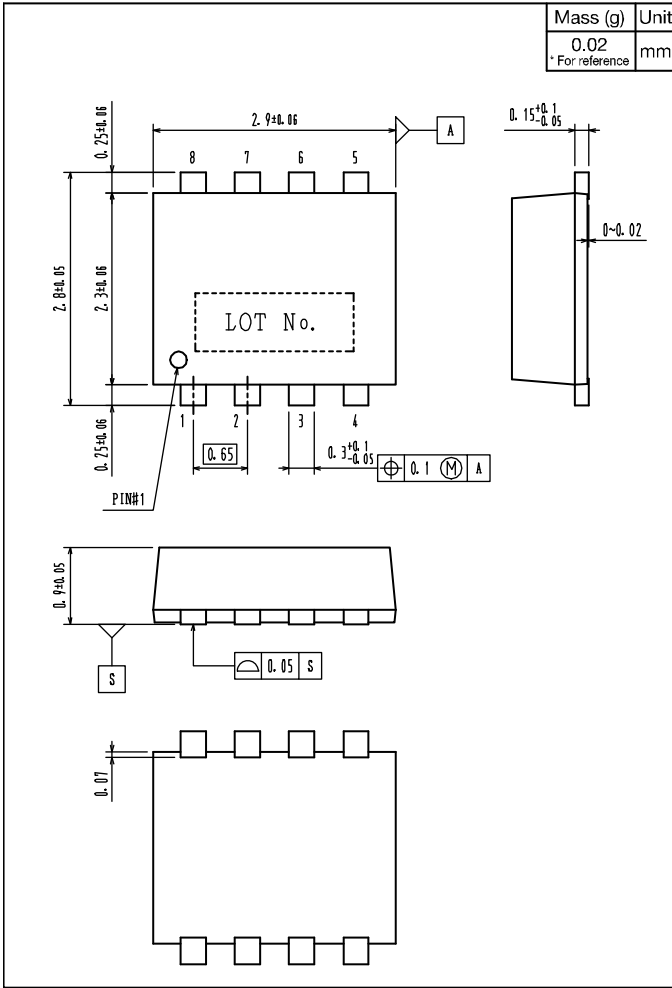 Mass (g) Unit
0.02
* For reference
mm
2.9±0.06
A
0.15+0.1 -0.05
0.25±0.06
8 7 6 5
0~0.02
2.8±0.05
2.3±0.06
LOT No.
1 2 3 4
0.25±0.06
0.65
0.3+0.1 -0.05
⌖ 0.1 Ⓜ A
PIN#1
0.9±0.05
S
⌓ 0.05 S
0.07